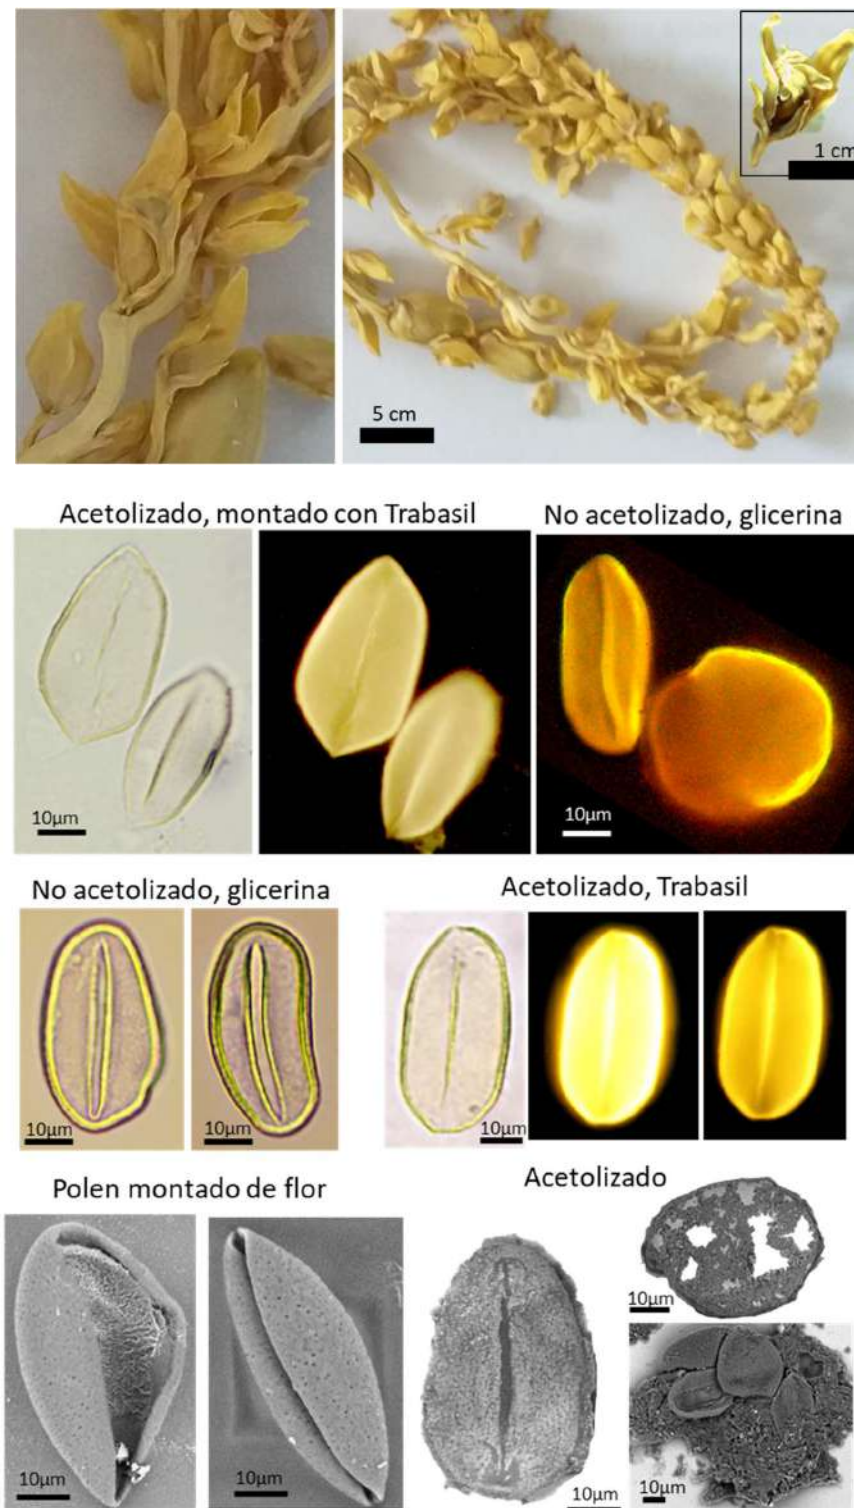 1 cm
5 cm
Acetolizado, montado con Trabasil
No acetolizado, glicerina
10µm
10µm
No acetolizado, glicerina
Acetolizado, Trabasil
10µm
10µm
10µm
Polen montado de flor
Acetolizado
10µm
10µm
10µm
10µm
10µm